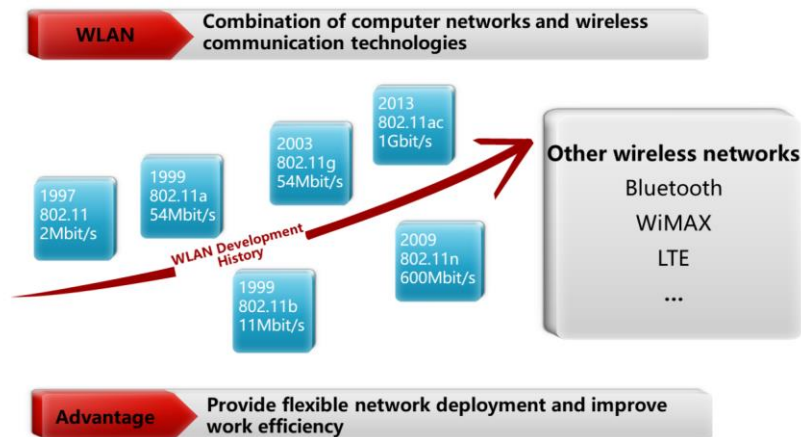 WLAN
Combination of computer networks and wireless
communication technologies
1997
802.11
2Mbit/s
1999
802.11a
54Mbit/s
2003
802.11g
54Mbit/s
2013
802.11ac
1Gbit/s
WLAN Development
History
1999
802.11b
11Mbit/s
2009
802.11n
600Mbit/s
Other wireless networks
Bluetooth
WiMAX
LTE
...
Advantage
Provide flexible network deployment and improve
work efficiency